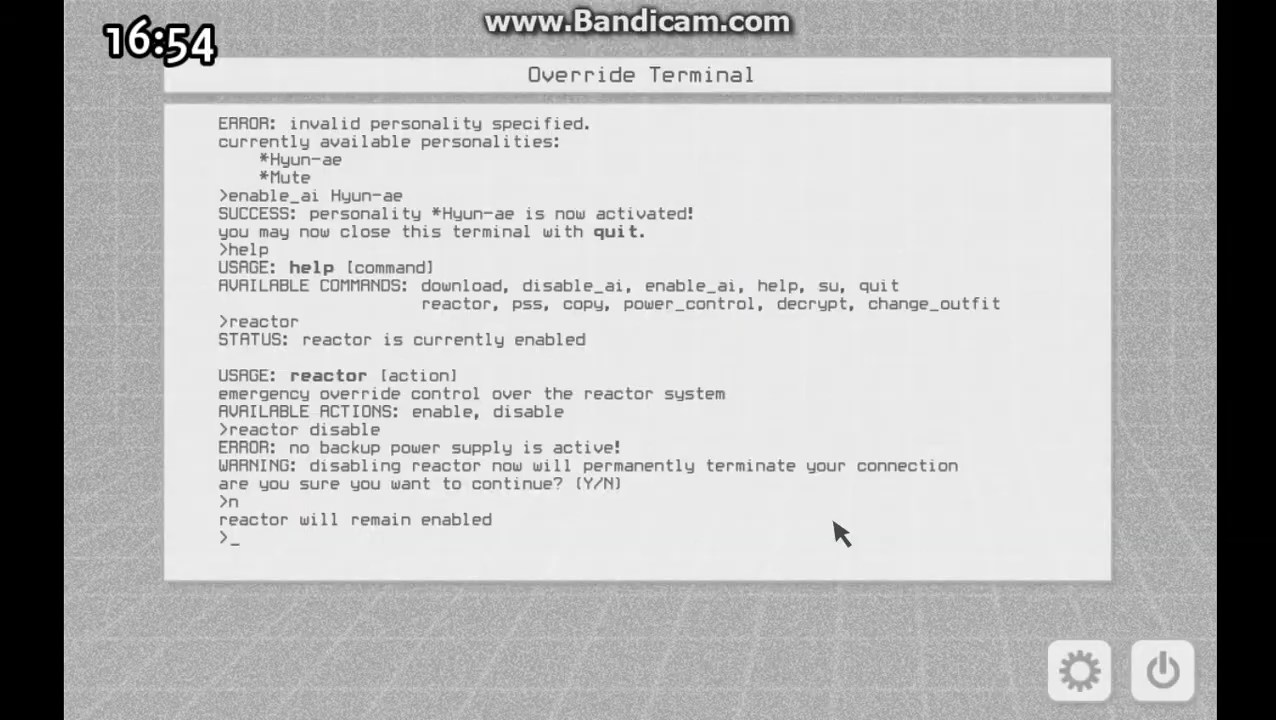 www.Bandicam.com
16:54
Override Terminal
ERROR: invalid personality specified.
currently available personalities:
*Hyun-ae
*Mute
>enable_ai Hyun-ae
SUCCESS: personality *Hyun-ae is now activated!
you may now close this terminal with quit.
>help
USAGE: help [command]
AVAILABLE COMMANDS: download, disable_ai, enable_ai, help, su, quit
reactor, pss, copy, power_control, decrypt, change_outfit
>reactor
STATUS: reactor is currently enabled
USAGE: reactor [action]
emergency override control over the reactor system
AVAILABLE ACTIONS: enable, disable
>reactor disable
ERROR: no backup power supply is active!
WARNING: disabling reactor now will permanently terminate your connection
are you sure you want to continue? (Y/N)
>n
reactor will remain enabled
>_